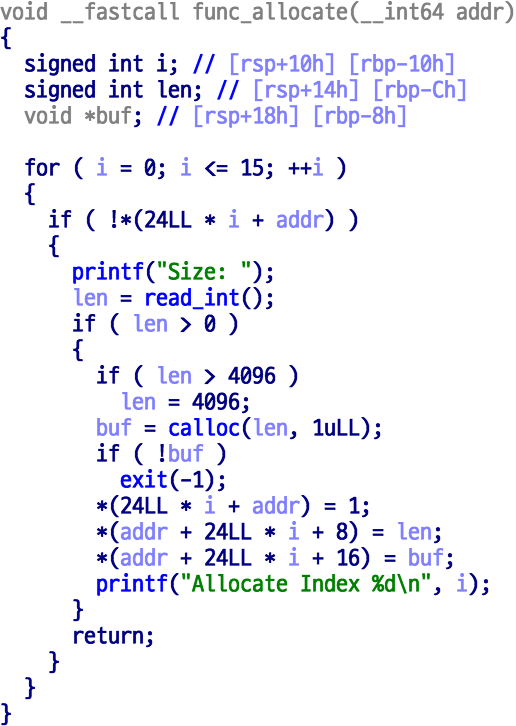 void __fastcall func_allocate(__int64 addr)
{
  signed int i; // [rsp+10h] [rbp-10h]
  signed int len; // [rsp+14h] [rbp-Ch]
  void *buf; // [rsp+18h] [rbp-8h]

  for ( i = 0; i <= 15; ++i )
  {
    if ( !*(24LL * i + addr) )
    {
      printf("Size: ");
      len = read_int();
      if ( len > 0 )
      {
        if ( len > 4096 )
          len = 4096;
        buf = calloc(len, 1uLL);
        if ( !buf )
          exit(-1);
        *(24LL * i + addr) = 1;
        *(addr + 24LL * i + 8) = len;
        *(addr + 24LL * i + 16) = buf;
        printf("Allocate Index %d\n", i);
      }
      return;
    }
  }
}